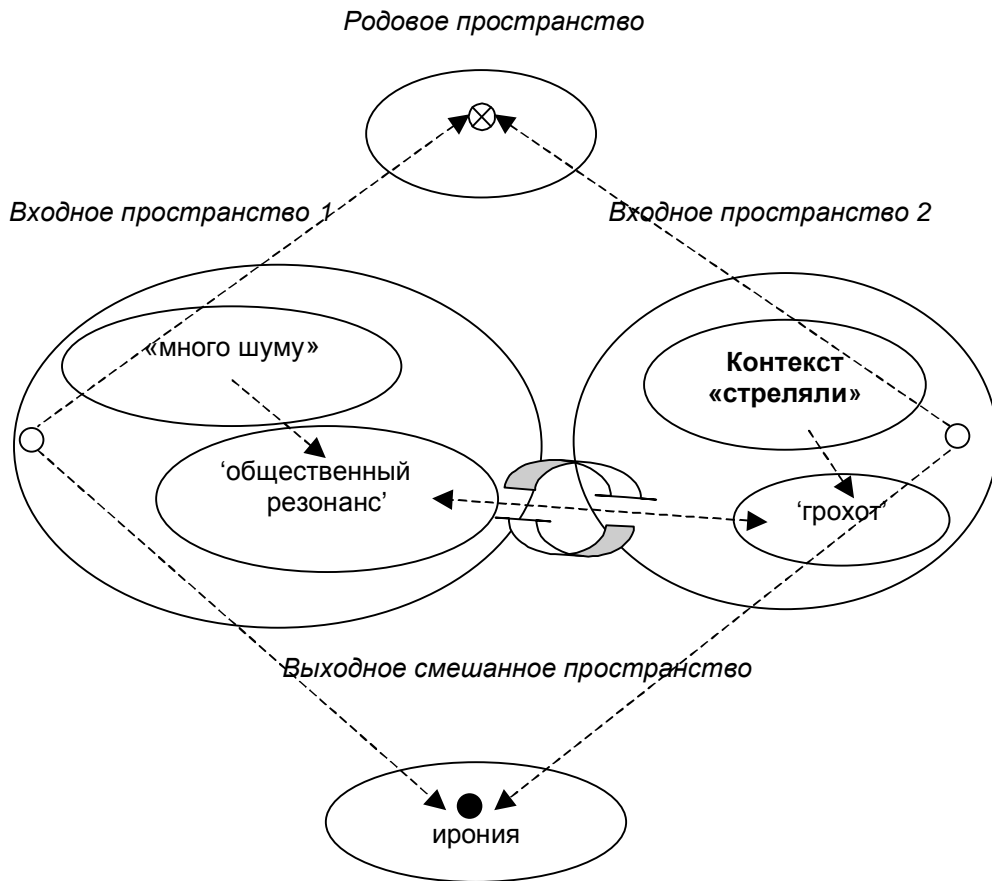 Родовое пространство
Входное пространство 1
Входное пространство 2
«много шуму»
Контекст
«стреляли»
‘общественный
резонанс’
‘грохот’
Выходное смешанное пространство
ирония